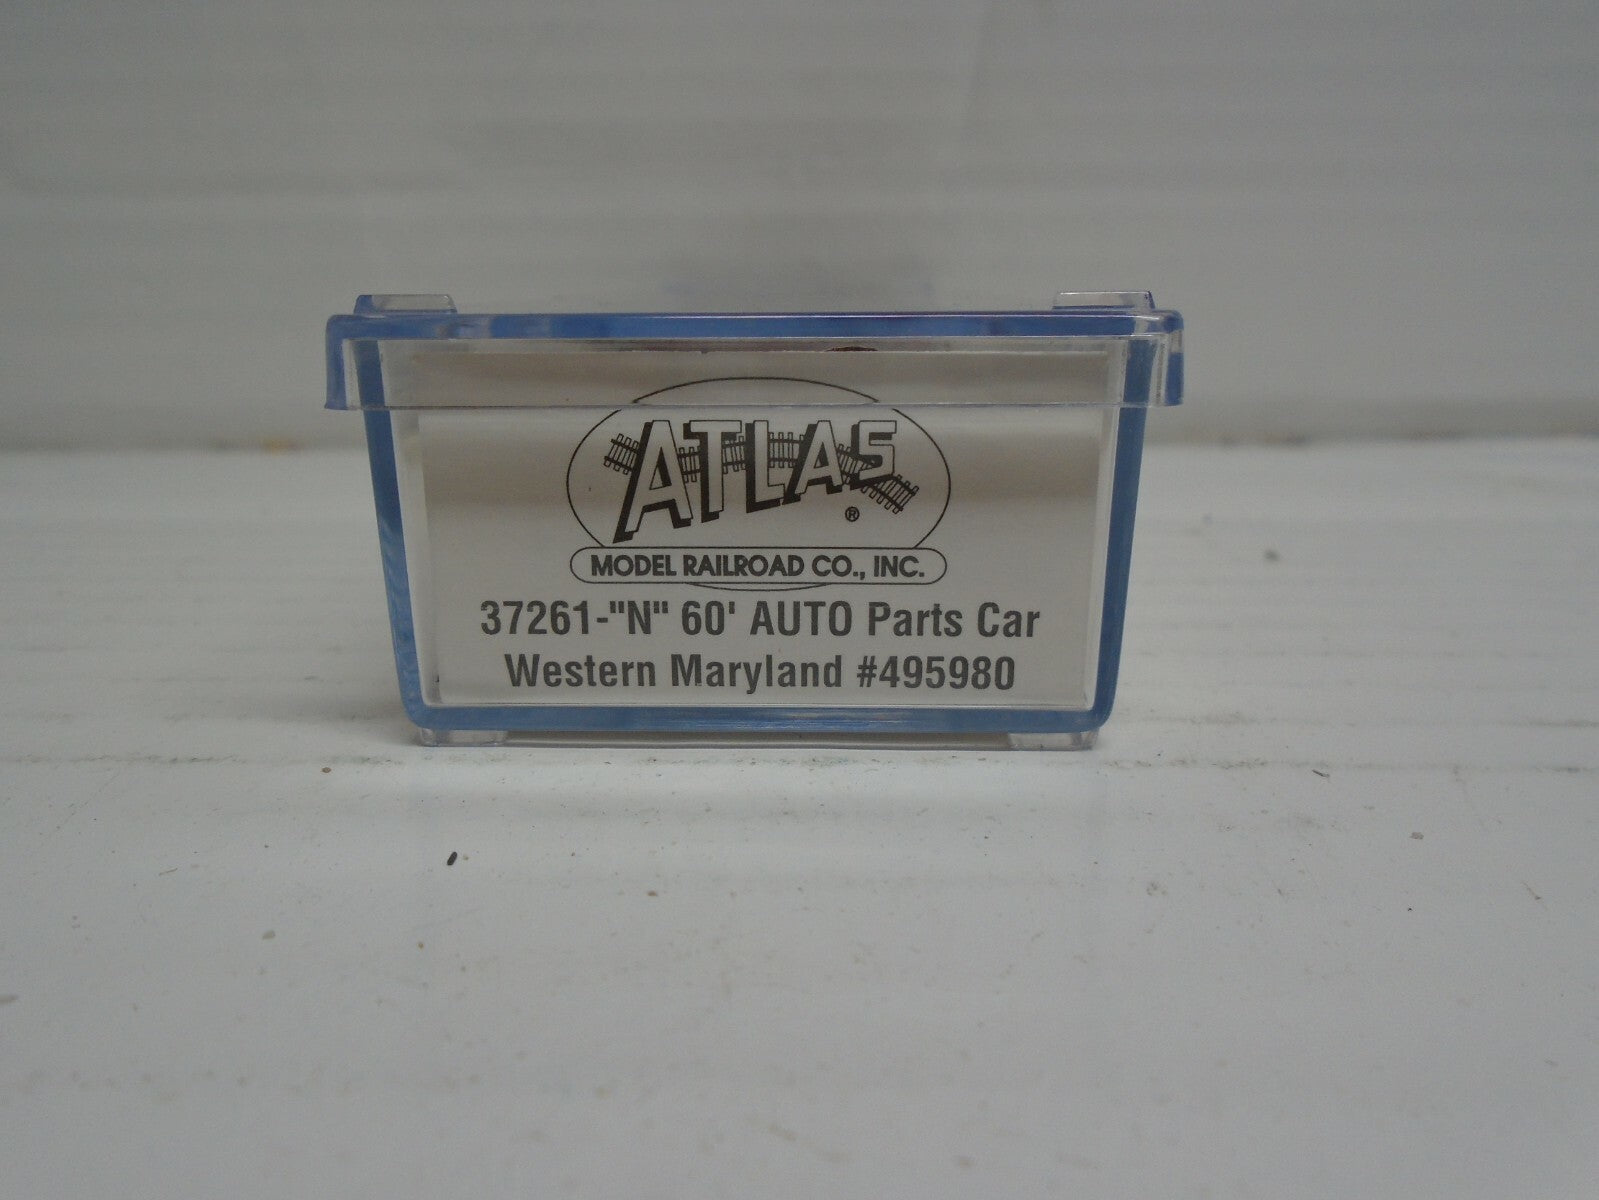 ATLAS
®
MODEL RAILROAD CO., INC.
37261-"N" 60' AUTO Parts Car
Western Maryland #495980